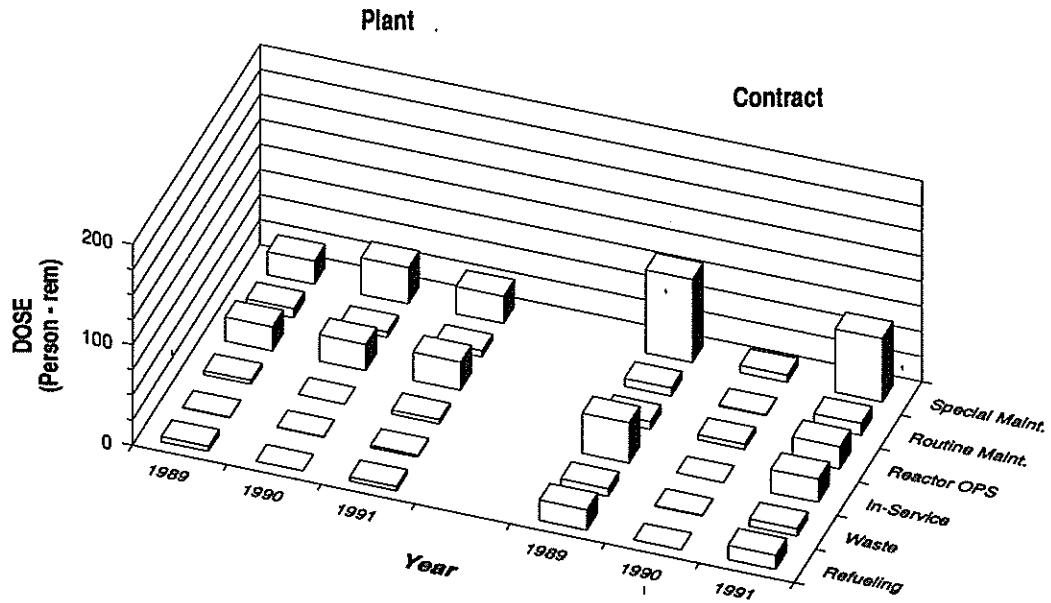 Plant
Contract
DOSE
(Person - rem)
200
100
0
1989
1990
1991
1989
1990
1991
Year
Special Maint.
Routine Maint.
Reactor OPS
In-Service
Waste
Refueling